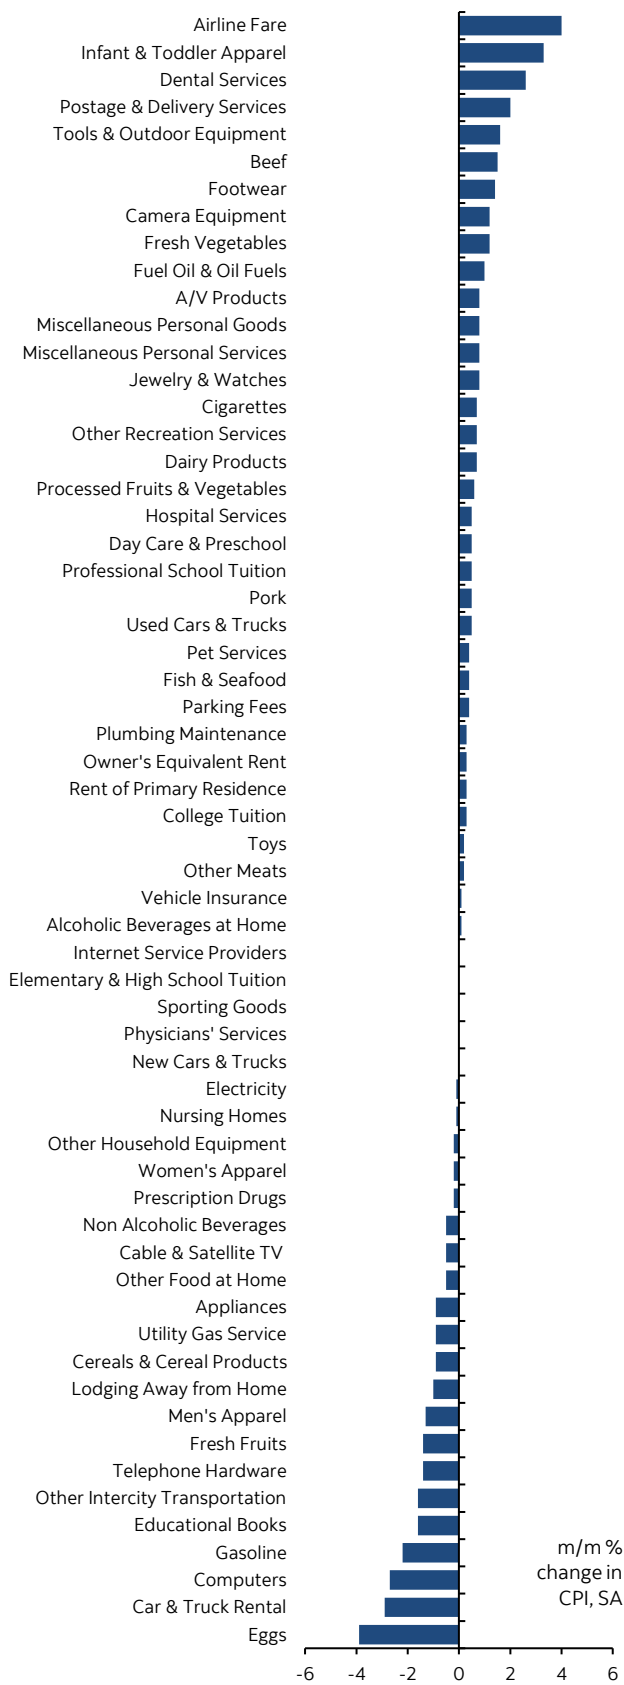 Airline Fare
Infant & Toddler Apparel
Dental Services
Postage & Delivery Services
Tools & Outdoor Equipment
Beef
Footwear
Camera Equipment
Fresh Vegetables
Fuel Oil & Oil Fuels
A/V Products
Miscellaneous Personal Goods
Miscellaneous Personal Services
Jewelry & Watches
Cigarettes
Other Recreation Services
Dairy Products
Processed Fruits & Vegetables
Hospital Services
Day Care & Preschool
Professional School Tuition
Pork
Used Cars & Trucks
Pet Services
Fish & Seafood
Parking Fees
Plumbing Maintenance
Owner's Equivalent Rent
Rent of Primary Residence
College Tuition
Toys
Other Meats
Vehicle Insurance
Alcoholic Beverages at Home
Internet Service Providers
Elementary & High School Tuition
Sporting Goods
Physicians' Services
New Cars & Trucks
Electricity
Nursing Homes
Other Household Equipment
Women's Apparel
Prescription Drugs
Non Alcoholic Beverages
Cable & Satellite TV
Other Food at Home
Appliances
Utility Gas Service
Cereals & Cereal Products
Lodging Away from Home
Men's Apparel
Fresh Fruits
Telephone Hardware
Other Intercity Transportation
Educational Books
Gasoline
Computers
Car & Truck Rental
Eggs
m/m %
change in
CPI, SA
-6 -4 -2 0 2 4 6